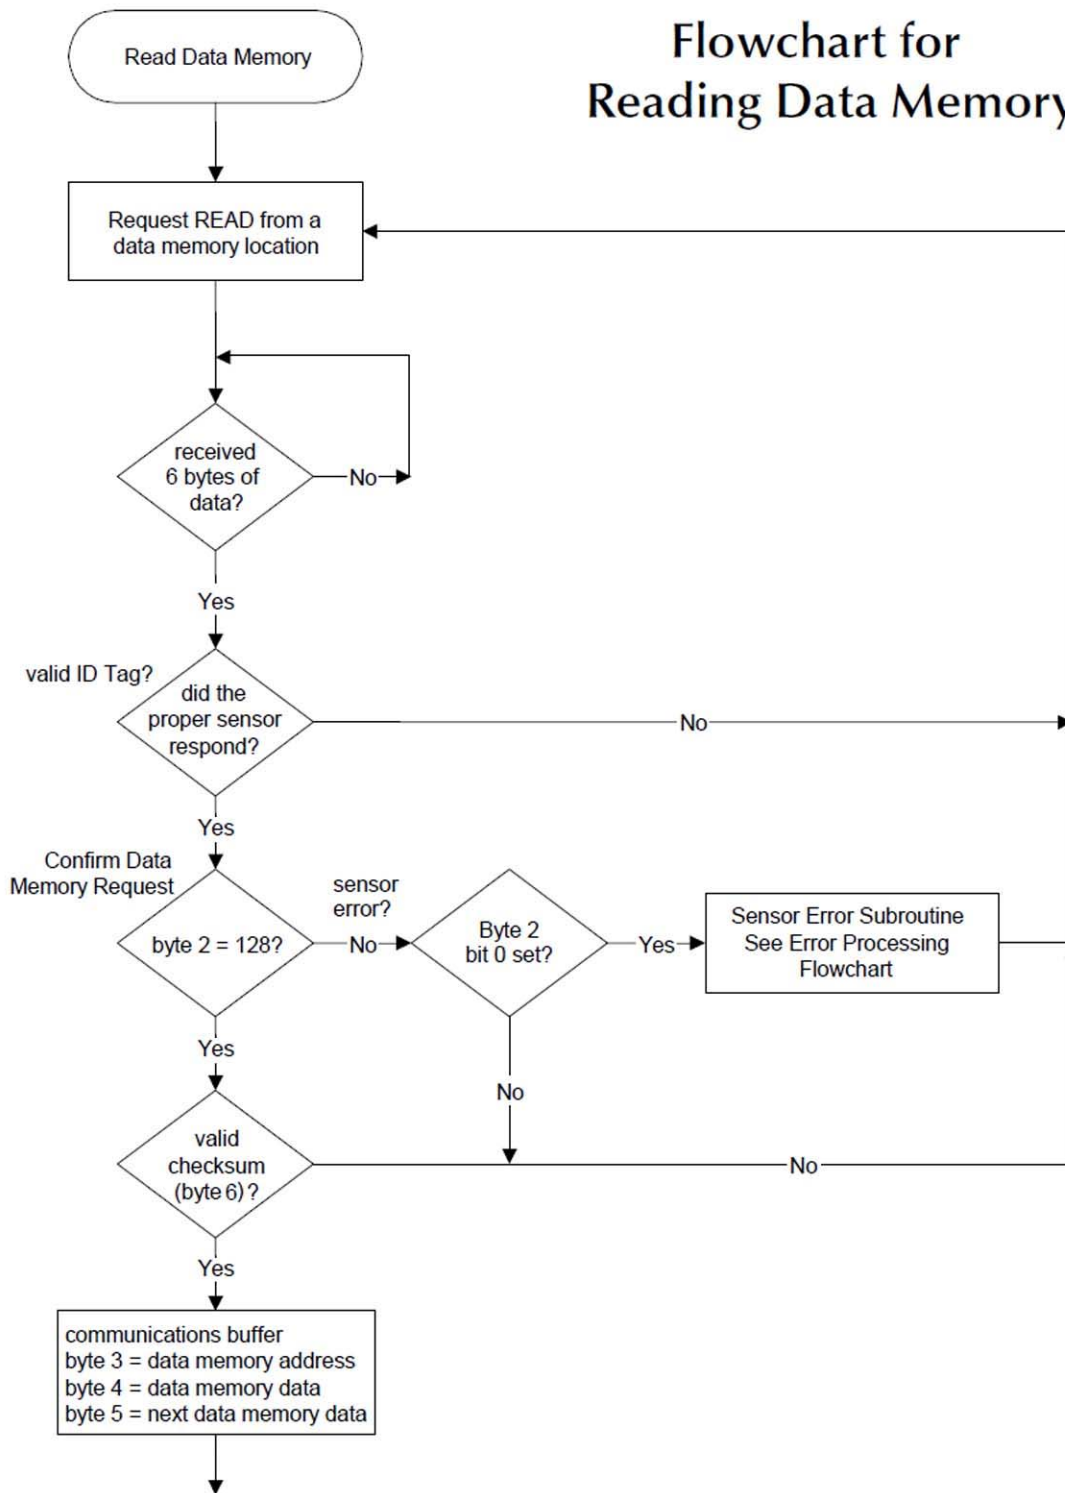 Flowchart for
Reading Data Memory
Read Data Memory
Request READ from a
data memory location
received
6 bytes of
data?
No
Yes
valid ID Tag?
did the
proper sensor
respond?
No
Yes
Confirm Data
Memory Request
byte 2 = 128?
sensor
error?
No
Byte 2
bit 0 set?
Yes
Sensor Error Subroutine
See Error Processing
Flowchart
Yes
No
valid
checksum
(byte 6)?
No
Yes
communications buffer
byte 3 = data memory address
byte 4 = data memory data
byte 5 = next data memory data